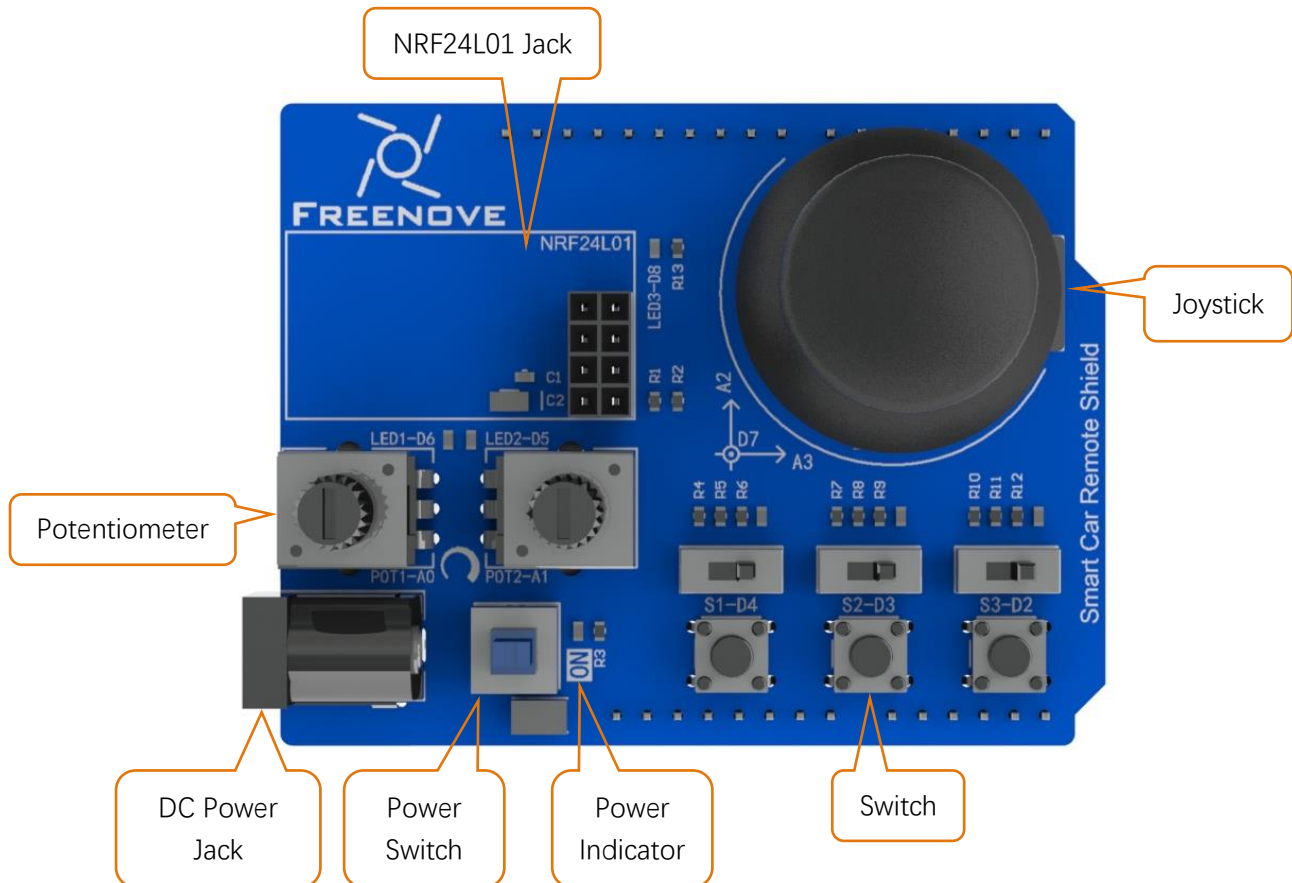 NRF24L01 Jack
FREENOVE
NRF24L01
LED3-D8
R13
Joystick
C1
C2
R1
R2
A2
D7
A3
Smart Car Remote Shield
LED1-D6
LED2-D5
R4
R5
R6
R7
R8
R9
R10
R11
R12
Potentiometer
POT1-A0
POT2-A1
S1-D4
S2-D3
S3-D2
ON
R3
DC Power
Jack
Power
Switch
Power
Indicator
Switch